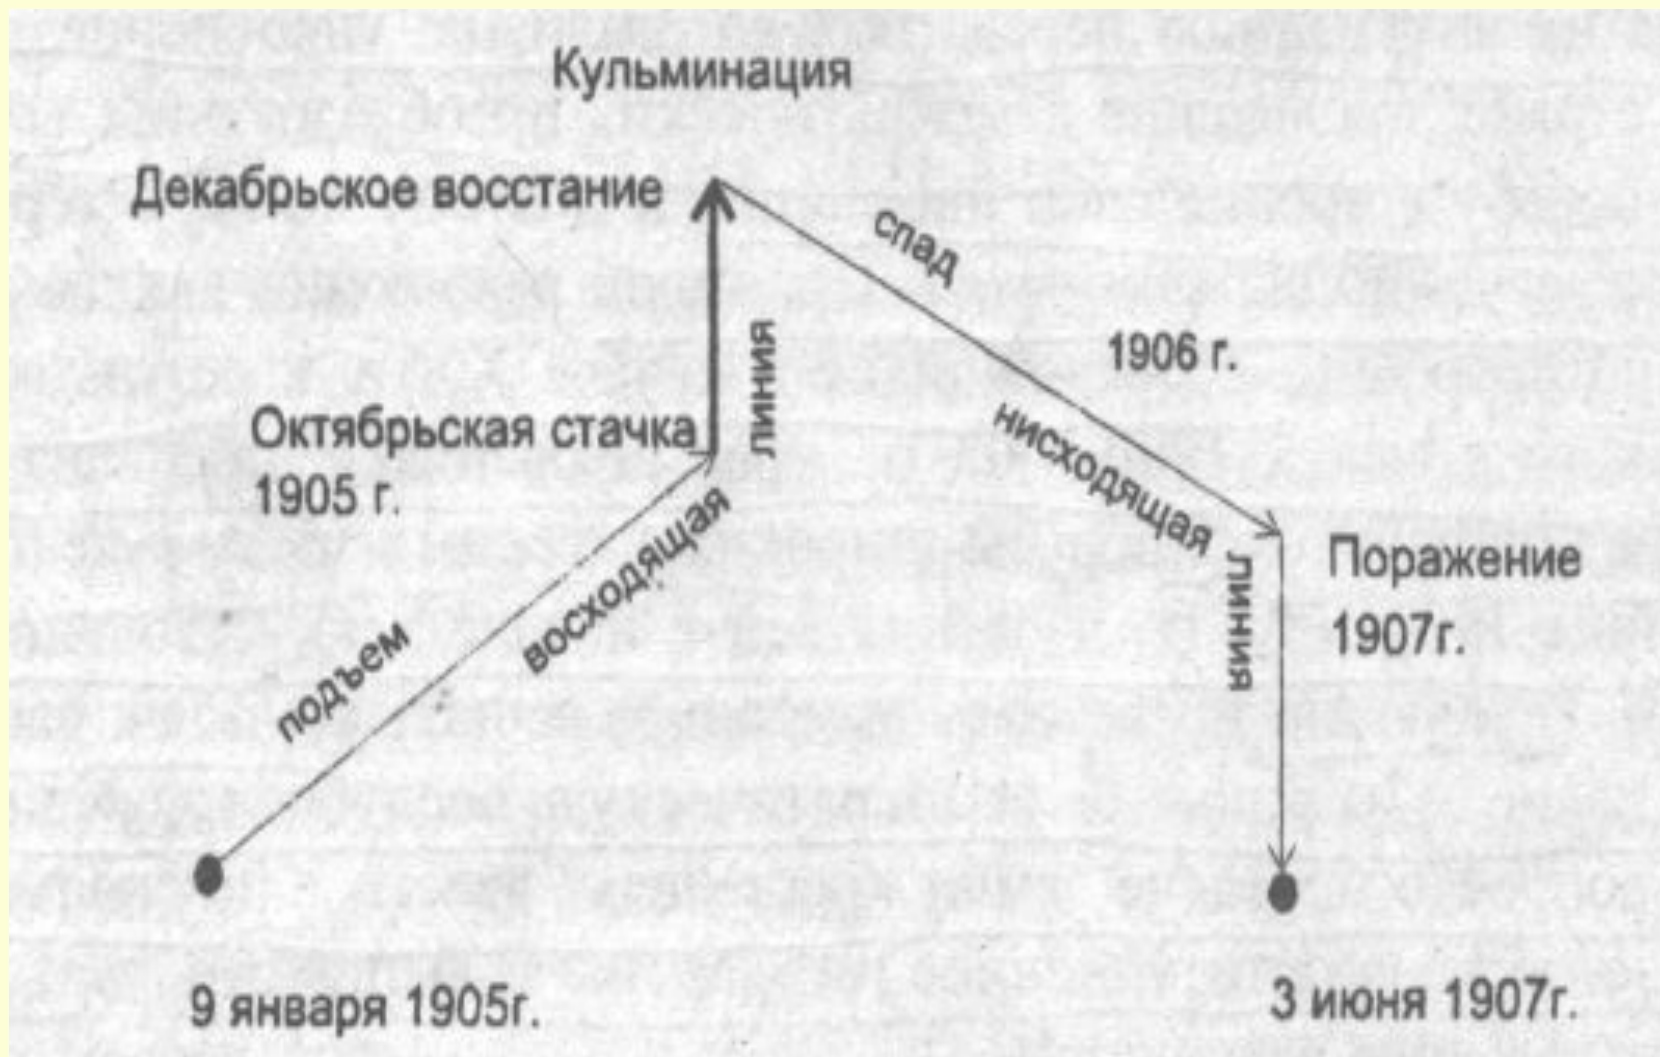 Кульминация
Декабрьское восстание
спад
линия
1906 г.
Октябрьская стачка
1905 г.
нисходящая
восходящая
линия
Поражение
1907г.
подъем
9 января 1905г.
3 июня 1907г.